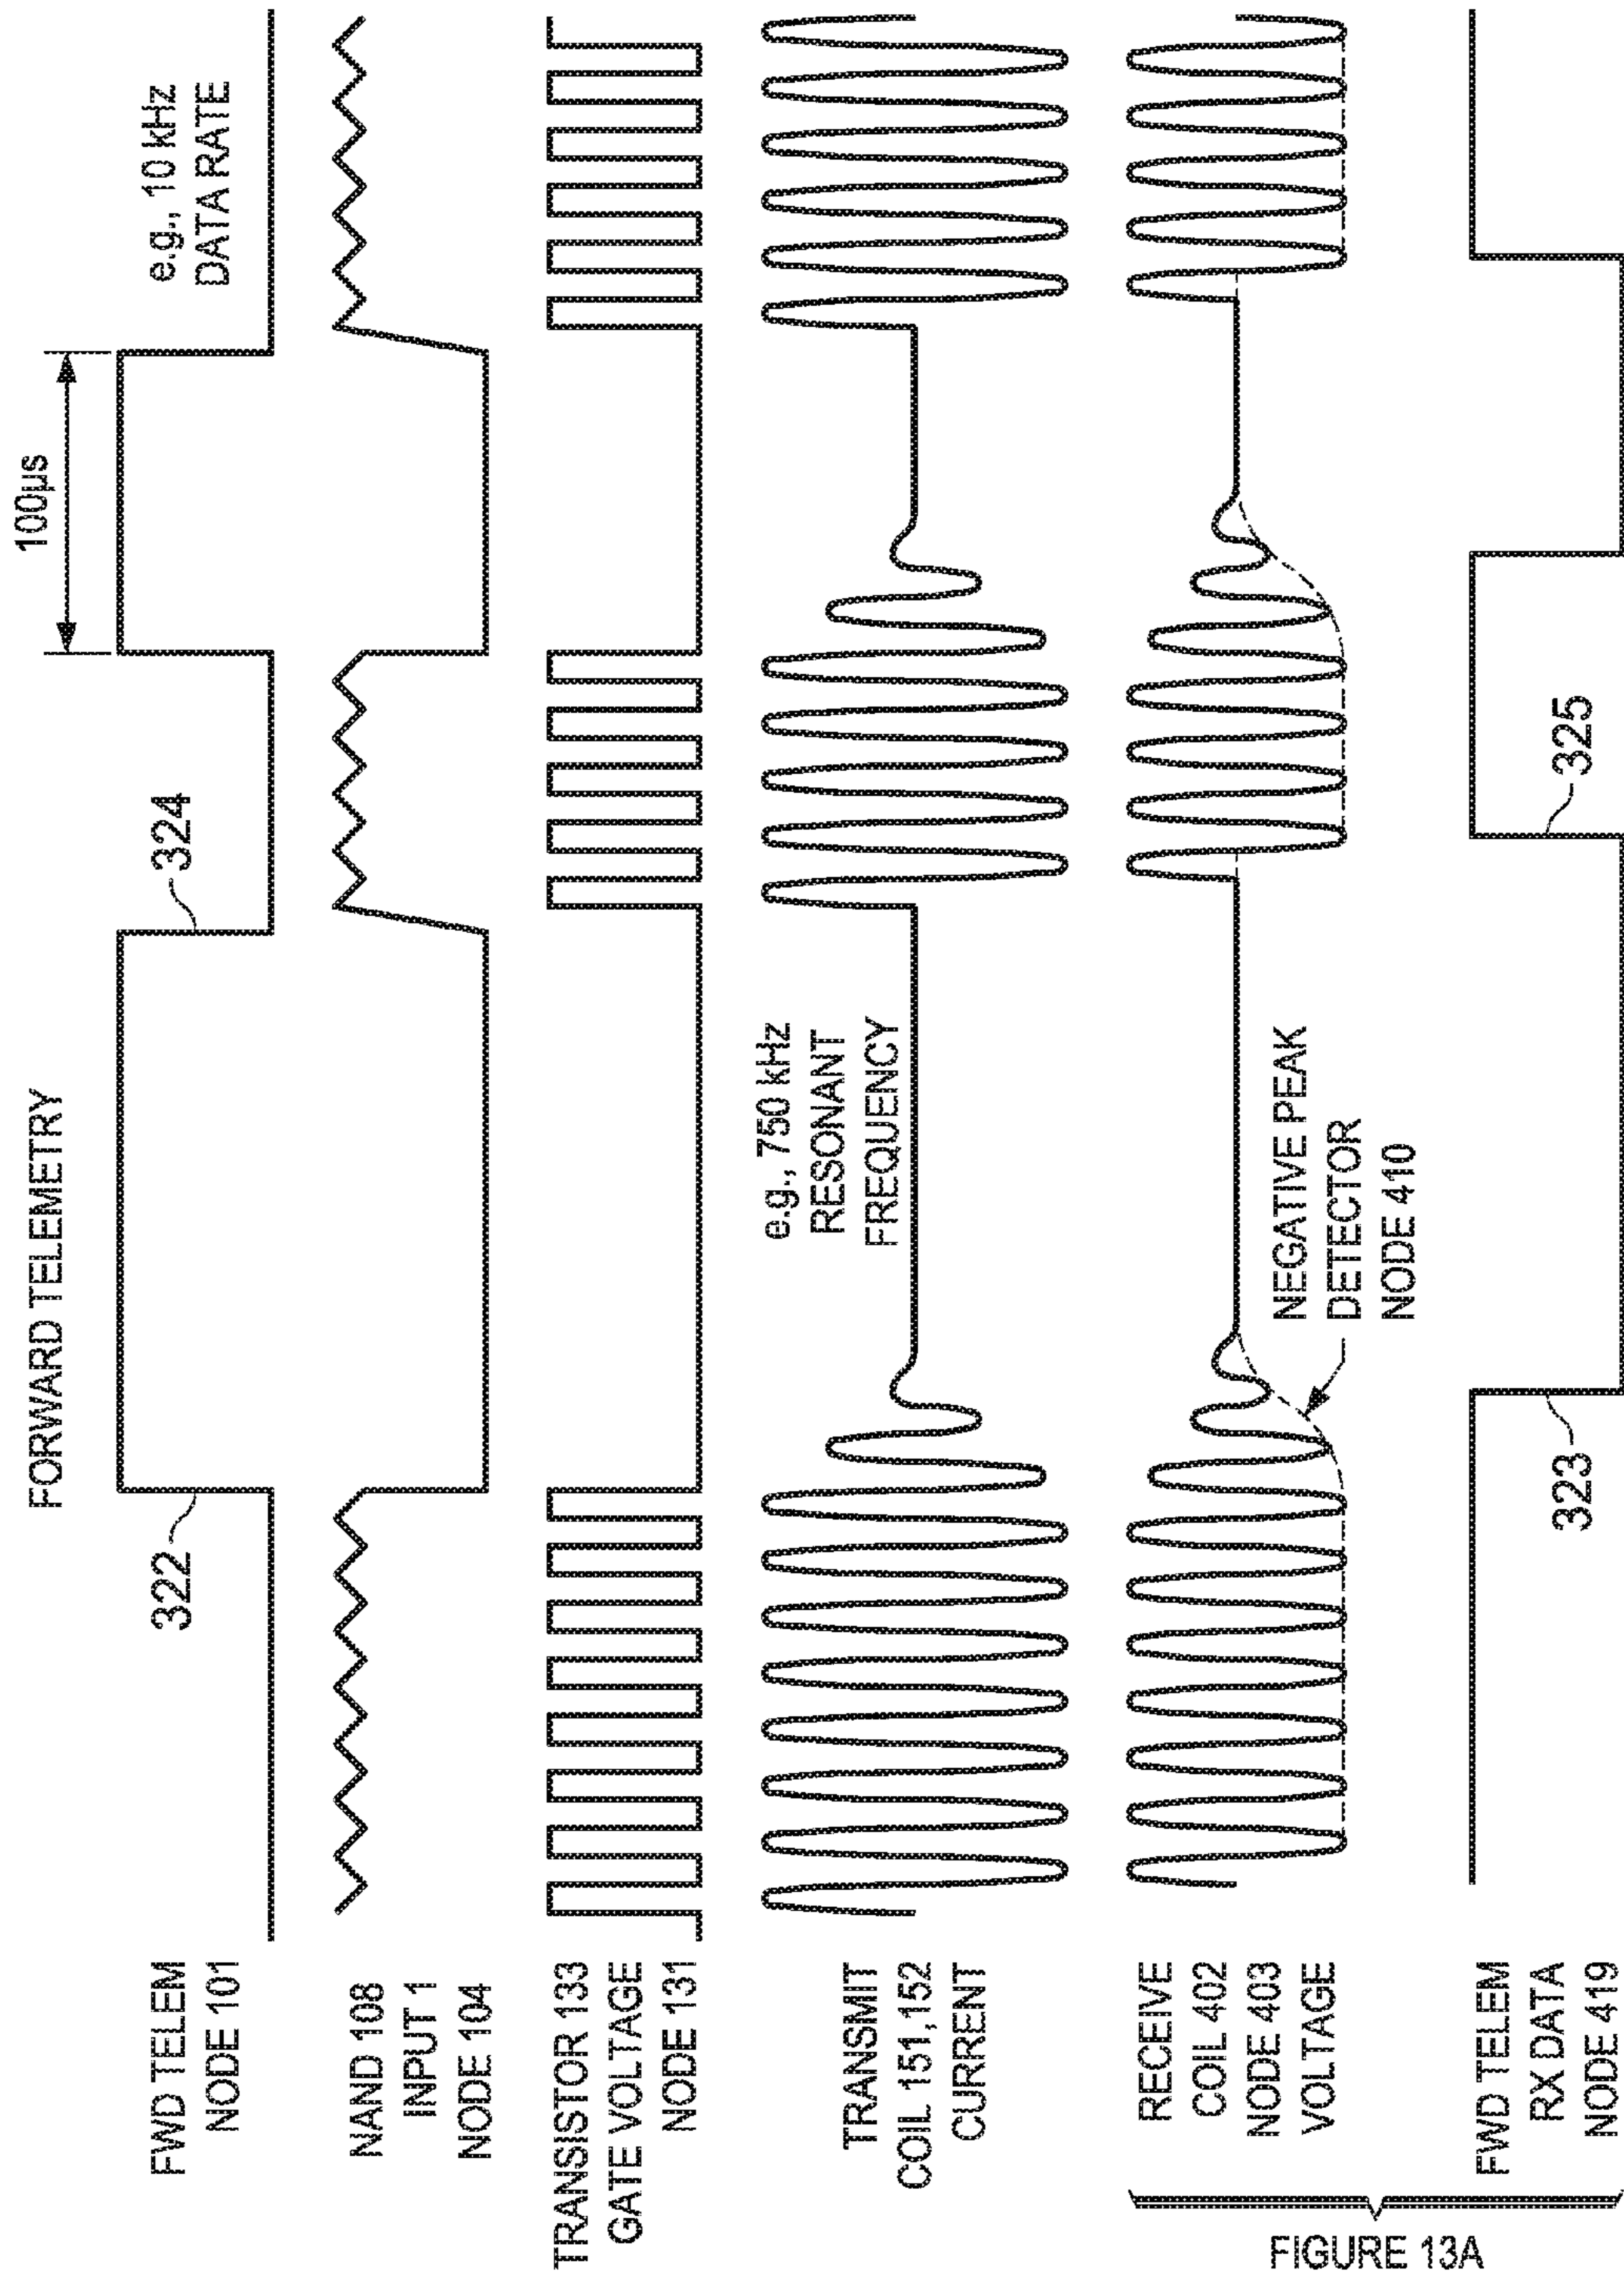 FORWARD TELEMETRY
100µs
FWD TELEM
NODE 101
322
324
e.g., 10 kHz
DATA RATE
NAND 108
INPUT 1
NODE 104
TRANSISTOR 133
GATE VOLTAGE
NODE 131
TRANSMIT
COIL 151,152
CURRENT
e.g., 750 kHz
RESONANT
FREQUENCY
RECEIVE
COIL 402
NODE 403
VOLTAGE
NEGATIVE PEAK
DETECTOR
NODE 410
FWD TELEM
RX DATA
NODE 419
323
325
FIGURE 13A